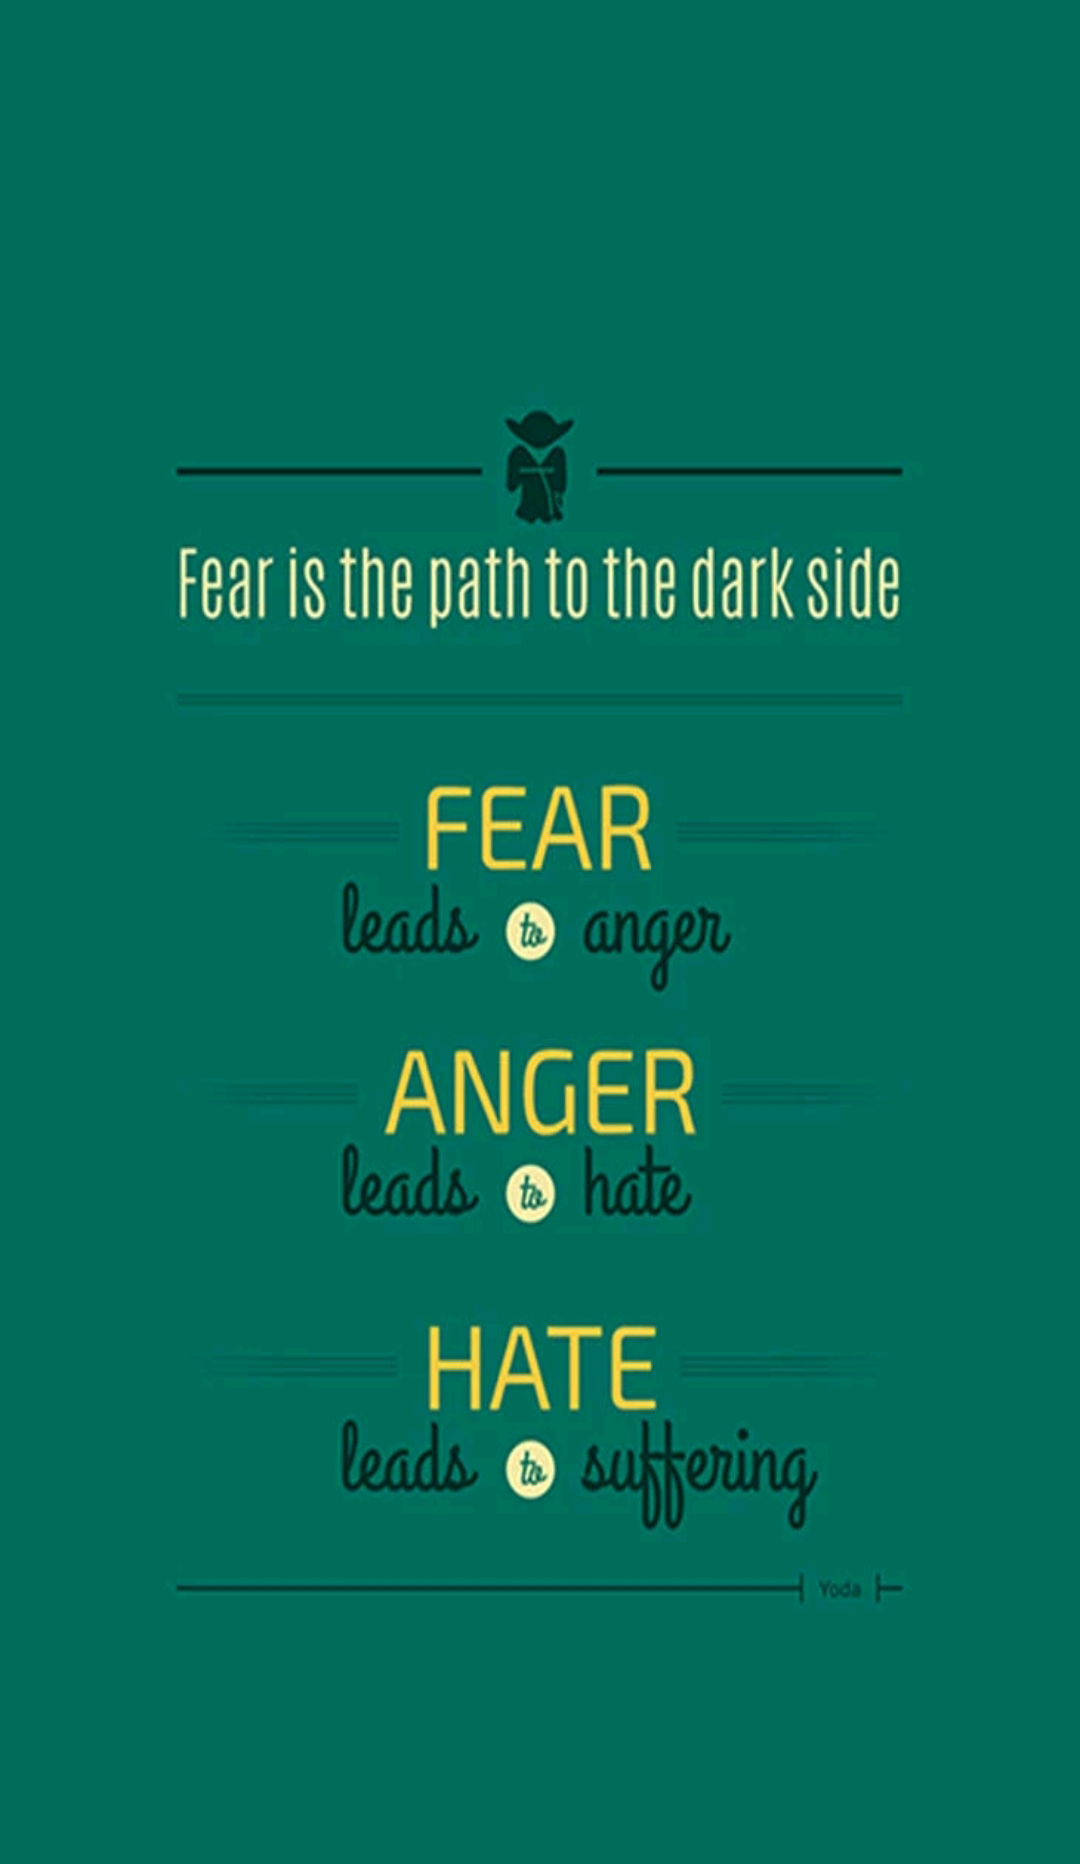 Fear is the path to the dark side
FEAR
leads to anger
ANGER
leads to hate
HATE
leads to suffering
Yoda